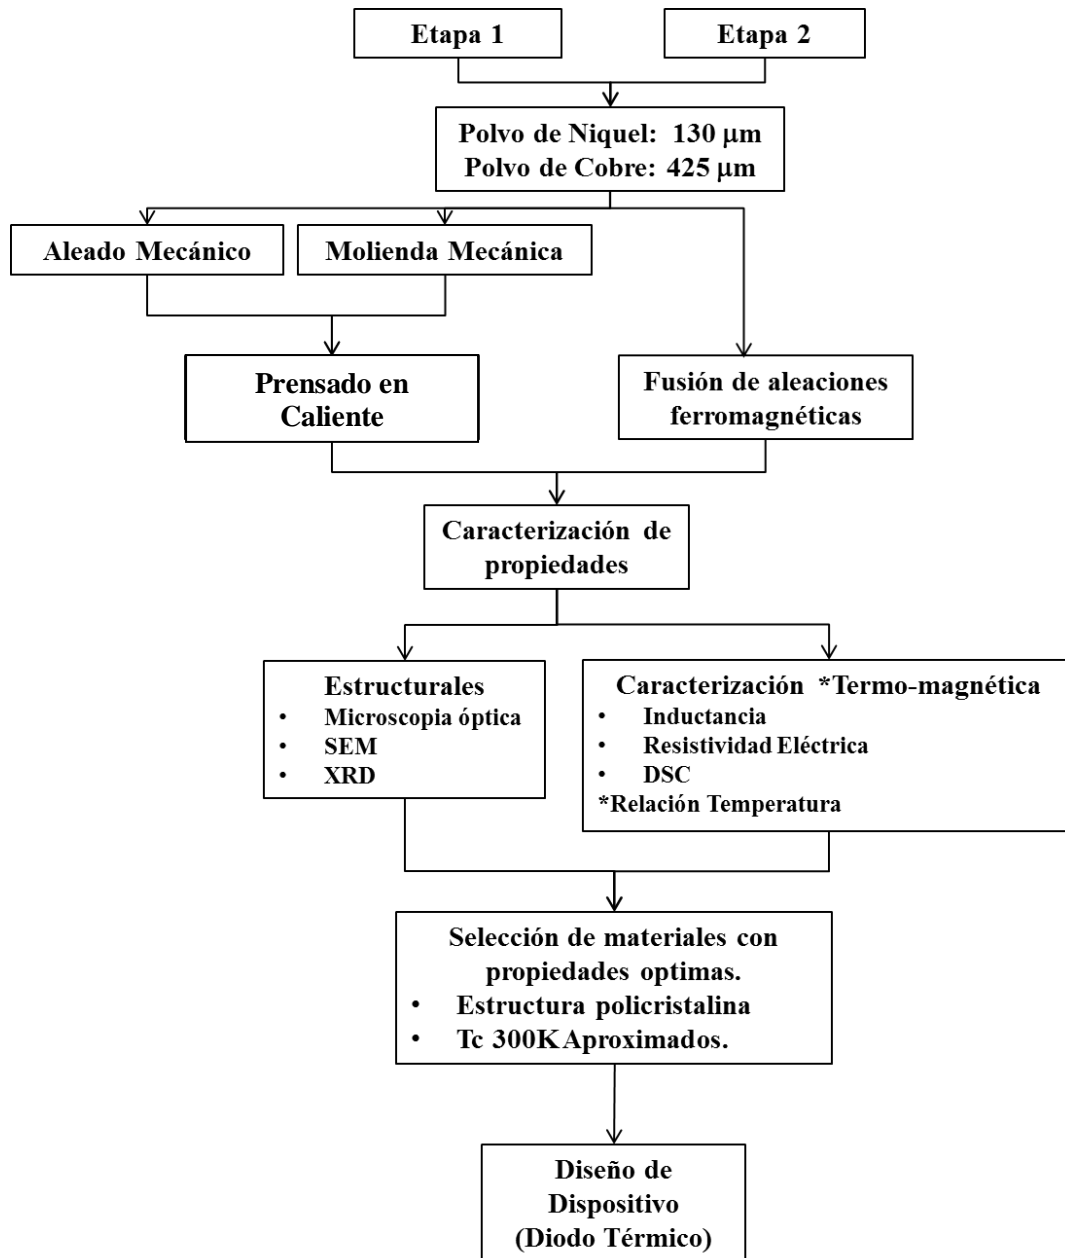 Etapa 1
Etapa 2
Polvo de Niquel: 130 μm
Polvo de Cobre: 425 μm
Aleado Mecánico
Molienda Mecánica
Prensado en
Caliente
Fusión de aleaciones
ferromagnéticas
Caracterización de
propiedades
Estructurales
• Microscopia óptica
• SEM
• XRD
Caracterización *Termo-magnética
• Inductancia
• Resistividad Eléctrica
• DSC
*Relación Temperatura
Selección de materiales con
propiedades optimas.
• Estructura policristalina
• Tc 300K Aproximados.
Diseño de
Dispositivo
(Diodo Térmico)